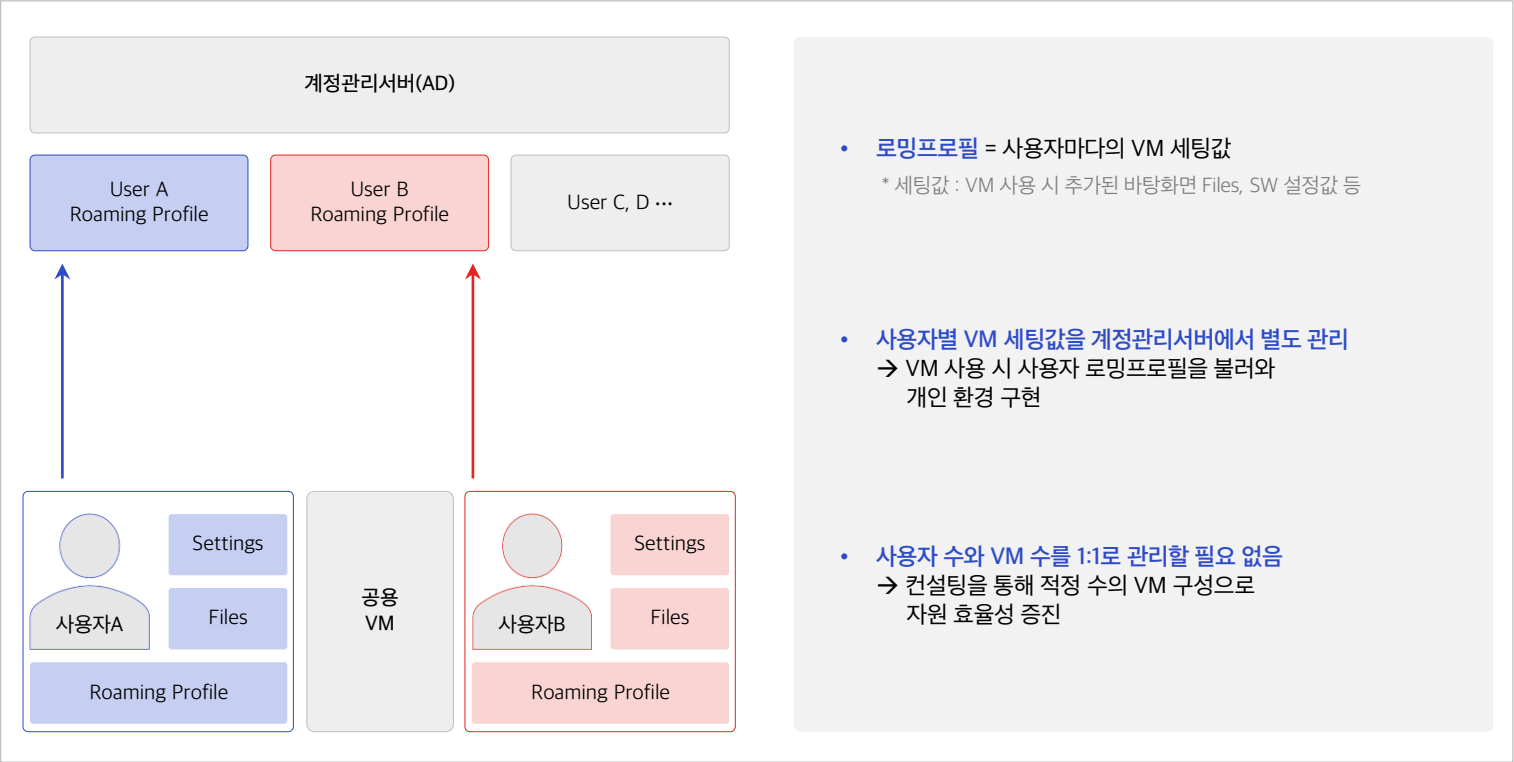 계정관리서버(AD)
User A
Roaming Profile
User B
Roaming Profile
User C, D ⋯
사용자A
Settings
Files
Roaming Profile
공용
VM
사용자B
Settings
Files
Roaming Profile
• 로밍프로필 = 사용자마다의 VM 세팅값
* 세팅값 : VM 사용 시 추가된 바탕화면 Files, SW 설정값 등
• 사용자별 VM 세팅값을 계정관리서버에서 별도 관리
→ VM 사용 시 사용자 로밍프로필을 불러와
개인 환경 구현
• 사용자 수와 VM 수를 1:1로 관리할 필요 없음
→ 컨설팅을 통해 적정 수의 VM 구성으로
자원 효율성 증진